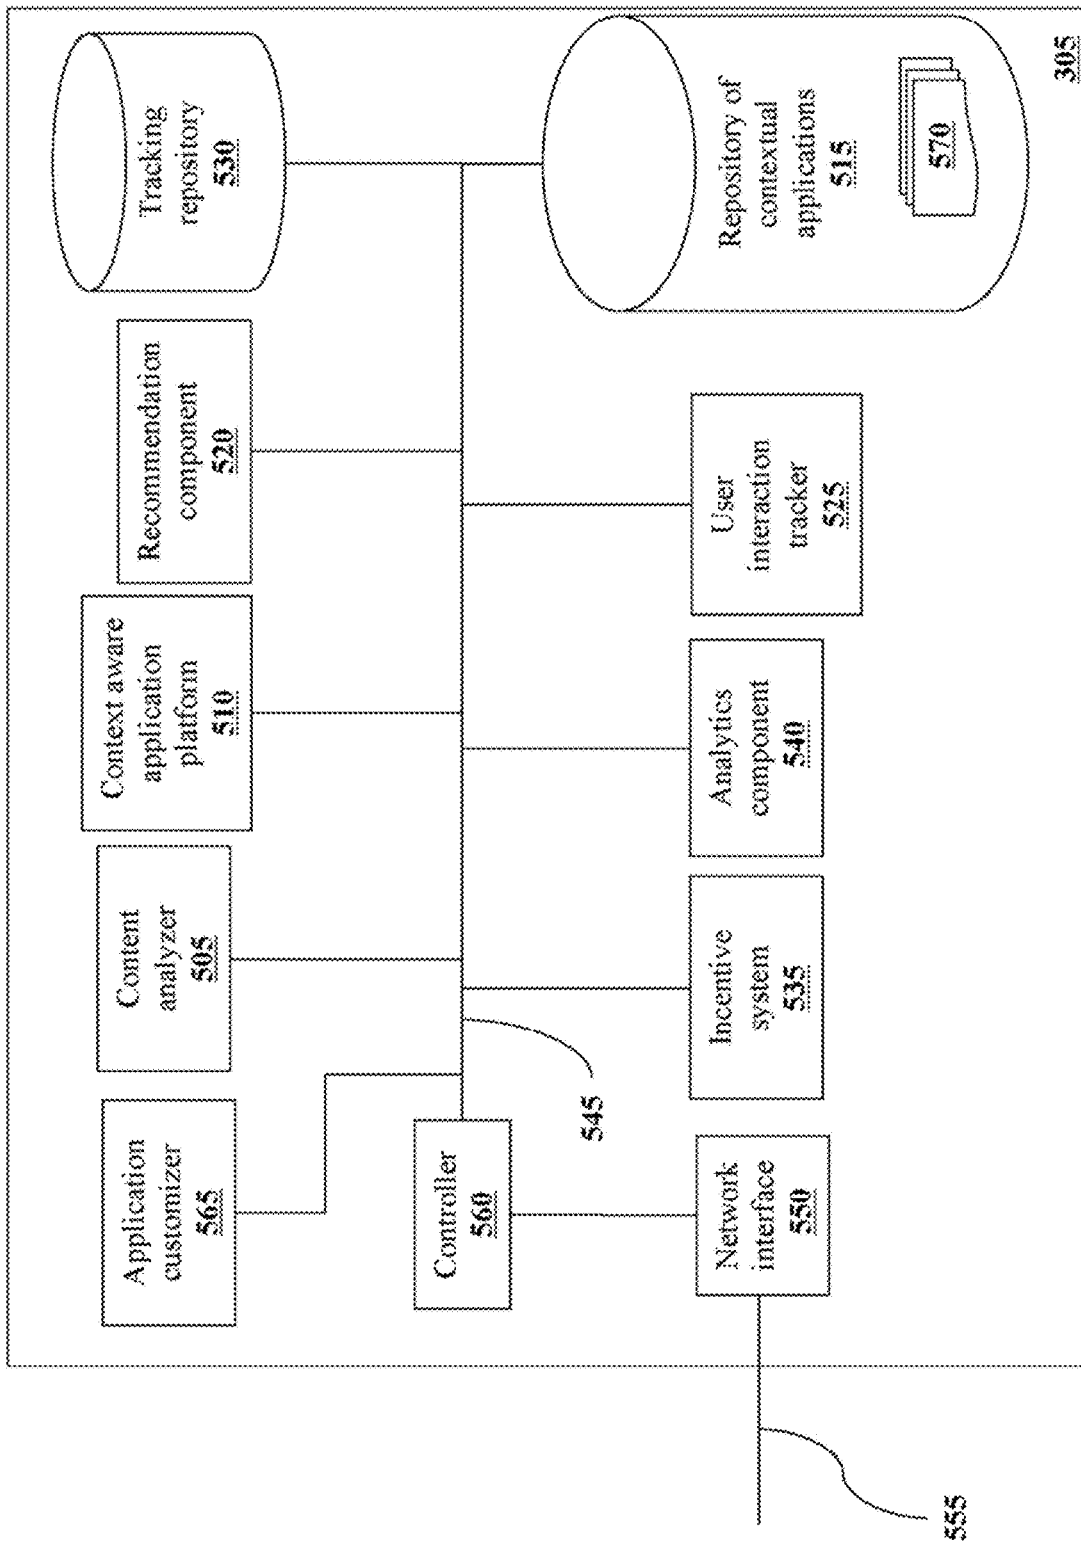 Application
customizer
565
Content
analyzer
505
Context aware
application
platform
510
Recommendation
component
520
Tracking
repository
530
Controller
560
545
Network
interface
550
Incentive
system
535
Analytics
component
540
User
interaction
tracker
525
Repository of
contextual
applications
515
570
305
555